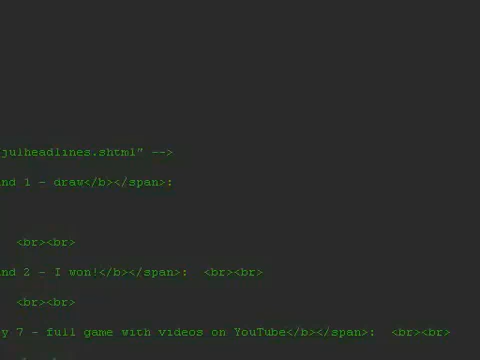 julheadlines.shtml" -->
nd 1 - draw</b></span>:
<br><br>
nd 2 - I won!</b></span>: <br><br>
<br><br>
y 7 - full game with videos on YouTube</b></span>: <br><br>